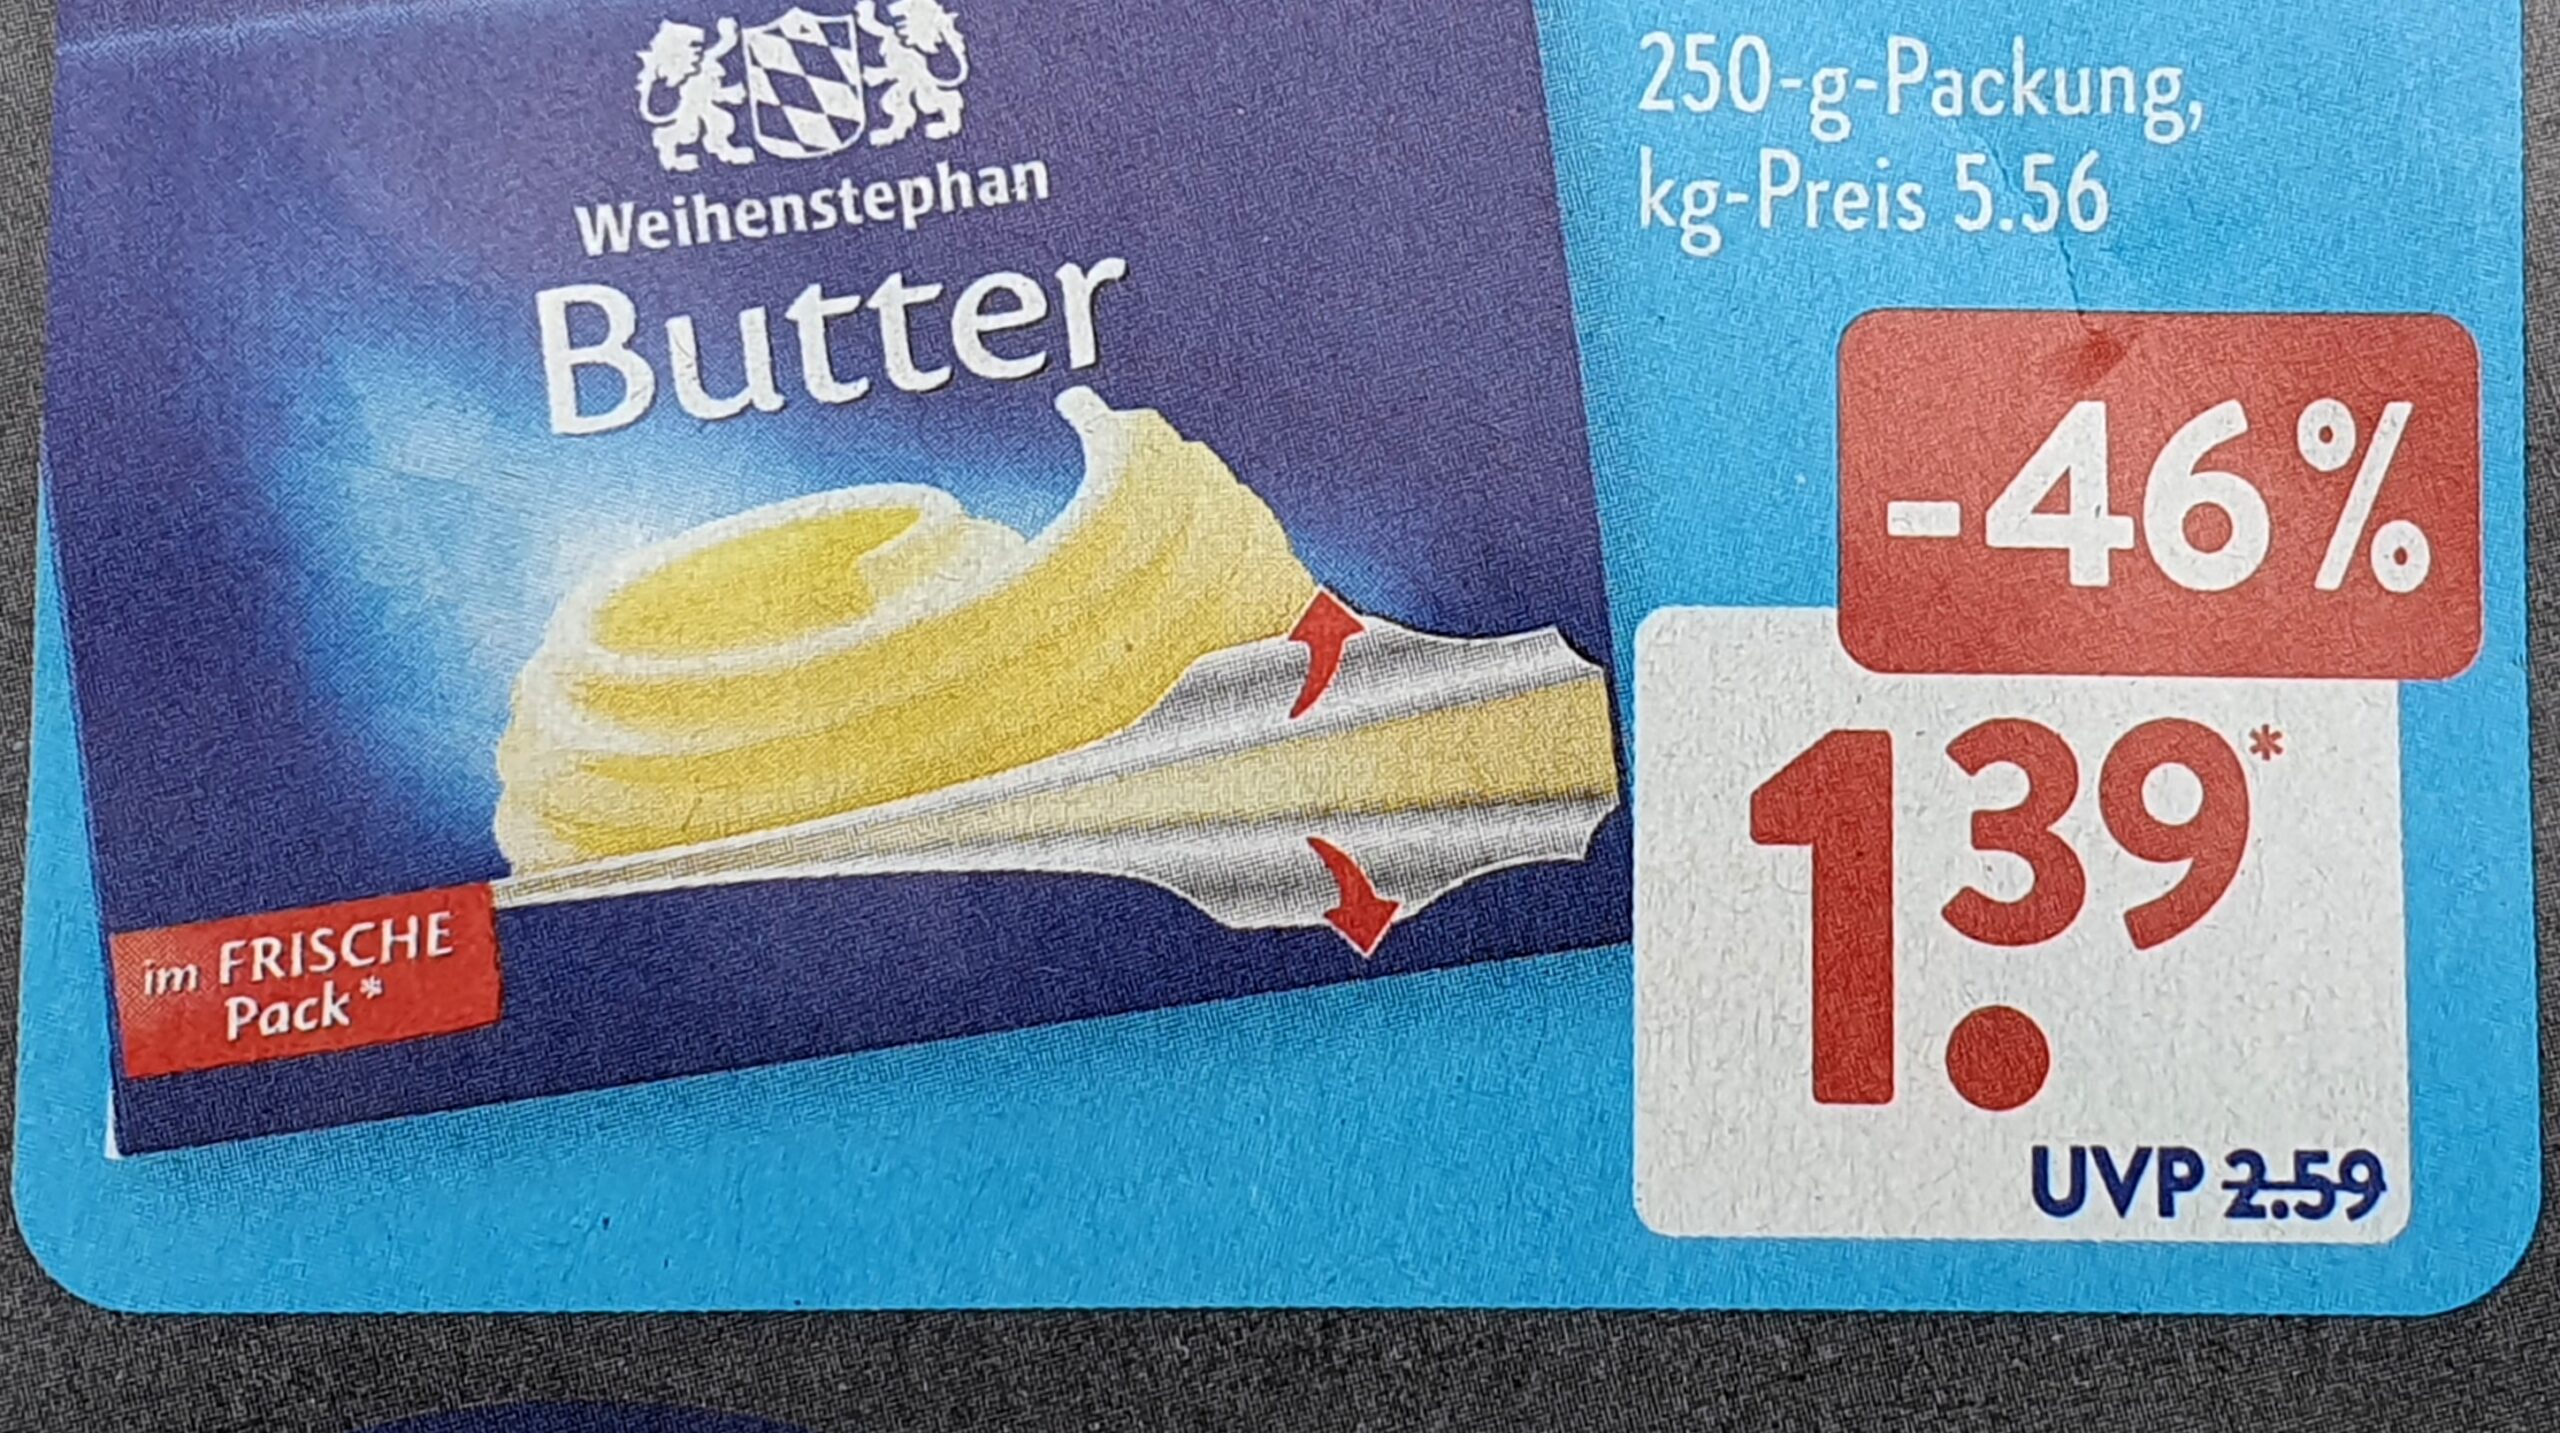 Weihenstephan
Butter
im FRISCHE
Pack*
250-g-Packung,
kg-Preis 5.56
-46%
1.39*
UVP 2.59